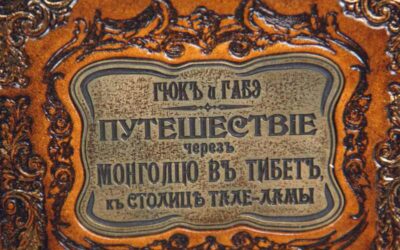 ГЮКЪ и ГАБЭ
ПУТЕШЕСТВІЕ
черезъ
МОНГОЛІЮ ВЪ ТИБЕТЪ,
къ СТОЛИЦѢ ТАЛЕ-ЛАМЫ